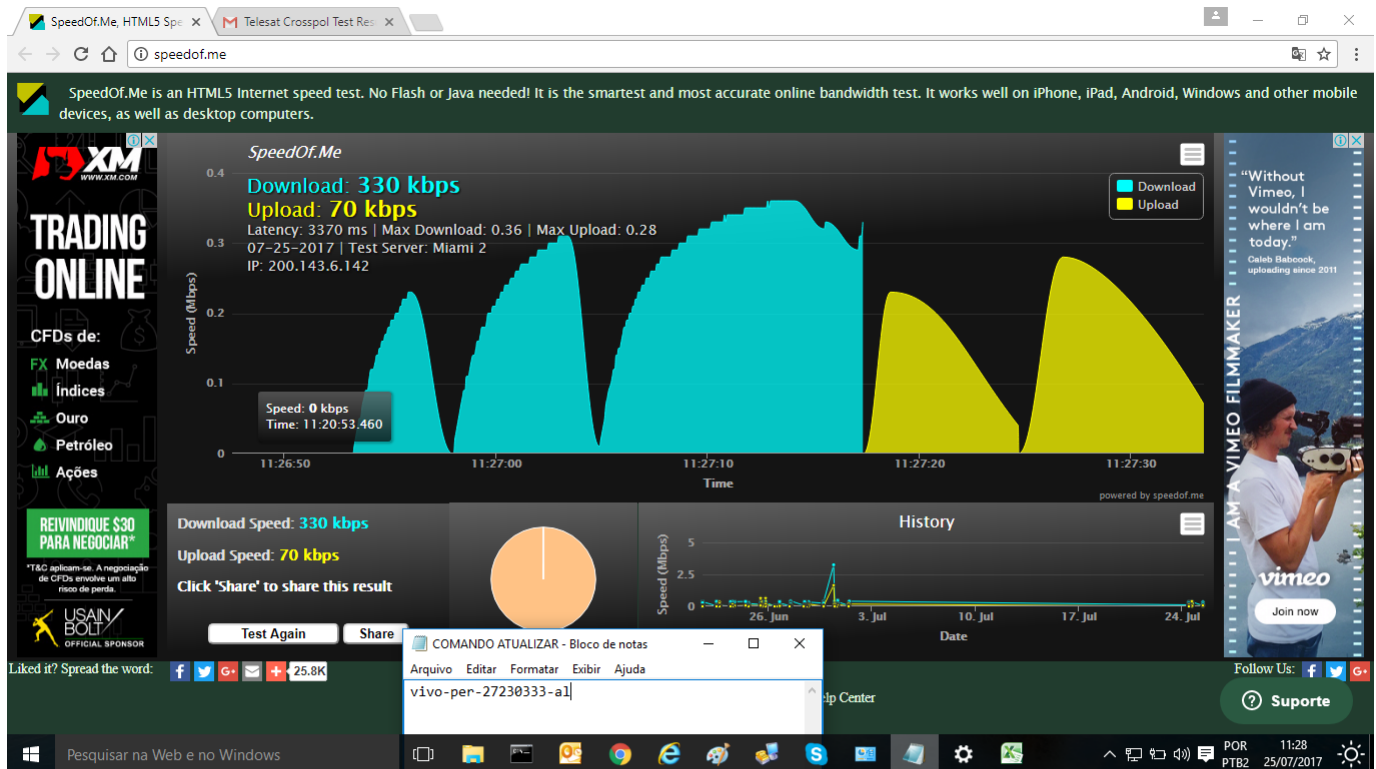 SpeedOf.Me, HTML5 Spe
Telesat Crosspol Test Res
speedof.me
SpeedOf.Me is an HTML5 Internet speed test. No Flash or Java needed! It is the smartest and most accurate online bandwidth test. It works well on iPhone, iPad, Android, Windows and other mobile
devices, as well as desktop computers.
XM
WWW.XM.COM
TRADING
ONLINE
CFDs de:
FX Moedas
Índices
Ouro
Petróleo
Ações
REIVINDIQUE $30
PARA NEGOCIAR*
*T&C aplicam-se. A negociação
de CFDs envolve um alto
risco de perda.
USAIN
BOLT
OFFICIAL SPONSOR
SpeedOf.Me
Download: 330 kbps
Upload: 70 kbps
Latency: 3370 ms | Max Download: 0.36 | Max Upload: 0.28
07-25-2017 | Test Server: Miami 2
IP: 200.143.6.142
Download
Upload
Speed (Mbps)
0.4
0.3
0.2
0.1
0
Speed: 0 kbps
Time: 11:20:53.460
11:26:50 11:27:00 11:27:10 11:27:20 11:27:30
Time
powered by speedof.me
Download Speed: 330 kbps
Upload Speed: 70 kbps
Click 'Share' to share this result
Test Again Share
History
Speed (Mbps)
5
2.5
0
26. Jun 3. Jul 10. Jul 17. Jul 24. Jul
Date
"Without
Vimeo, I
wouldn't be
where I am
today."
Caleb Babcock,
uploading since 2011
I AM A VIMEO FILMMAKER
vimeo
Join now
Liked it? Spread the word:
f
G+
25.8K
Follow Us:
f
G+
COMANDO ATUALIZAR - Bloco de notas
Arquivo Editar Formatar Exibir Ajuda
vivo-per-27230333-al
elp Center
Suporte
Pesquisar na Web e no Windows
POR
PTB2
11:28
25/07/2017